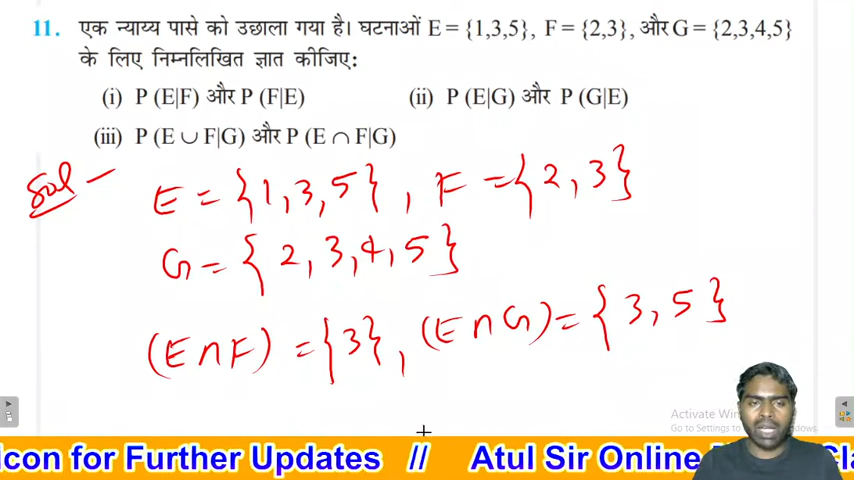 11. एक न्याय्य पासे को उछाला गया है। घटनाओं E = {1,3,5}, F = {2,3}, और G = {2,3,4,5}
के लिए निम्नलिखित ज्ञात कीजिए:
(i) P (E|F) और P (F|E) (ii) P (E|G) और P (G|E)
(iii) P (E ∪ F|G) और P (E ∩ F|G)
Sol - E = {1, 3, 5}, F = {2, 3}
G = {2, 3, 4, 5}
(E ∩ F) = {3}, (E ∩ G) = {3, 5}
Activate Win
Go to Settings to Windows
Icon for Further Updates // Atul Sir Online Cla